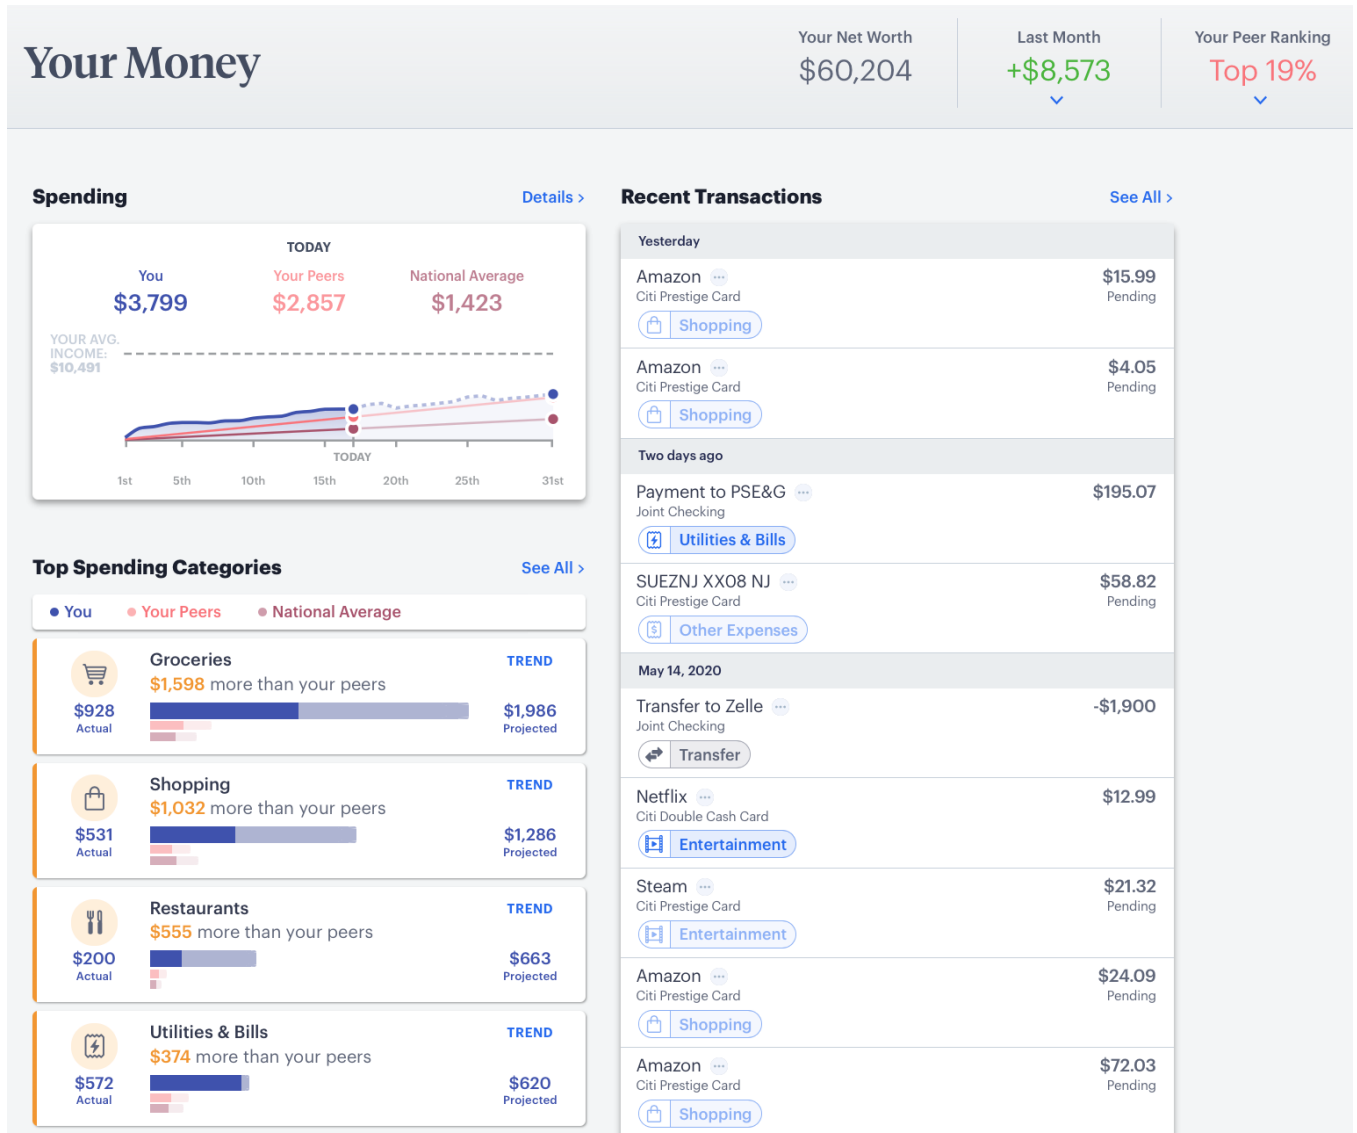 Your Money
Your Net Worth
$60,204
Last Month
+$8,573
Your Peer Ranking
Top 19%
Spending
Details >
TODAY
You
$3,799
Your Peers
$2,857
National Average
$1,423
YOUR AVG.
INCOME:
$10,491
TODAY
1st 5th 10th 15th 20th 25th 31st
Top Spending Categories
See All >
You Your Peers National Average
Groceries
TREND
$1,598 more than your peers
$928
Actual
$1,986
Projected
Shopping
TREND
$1,032 more than your peers
$531
Actual
$1,286
Projected
Restaurants
TREND
$555 more than your peers
$200
Actual
$663
Projected
Utilities & Bills
TREND
$374 more than your peers
$572
Actual
$620
Projected
Recent Transactions
See All >
Yesterday
Amazon
$15.99
Citi Prestige Card
Pending
Shopping
Amazon
$4.05
Citi Prestige Card
Pending
Shopping
Two days ago
Payment to PSE&G
$195.07
Joint Checking
Utilities & Bills
SUEZNJ XX08 NJ
$58.82
Citi Prestige Card
Pending
Other Expenses
May 14, 2020
Transfer to Zelle
-$1,900
Joint Checking
Transfer
Netflix
$12.99
Citi Double Cash Card
Entertainment
Steam
$21.32
Citi Prestige Card
Pending
Entertainment
Amazon
$24.09
Citi Prestige Card
Pending
Shopping
Amazon
$72.03
Citi Prestige Card
Pending
Shopping